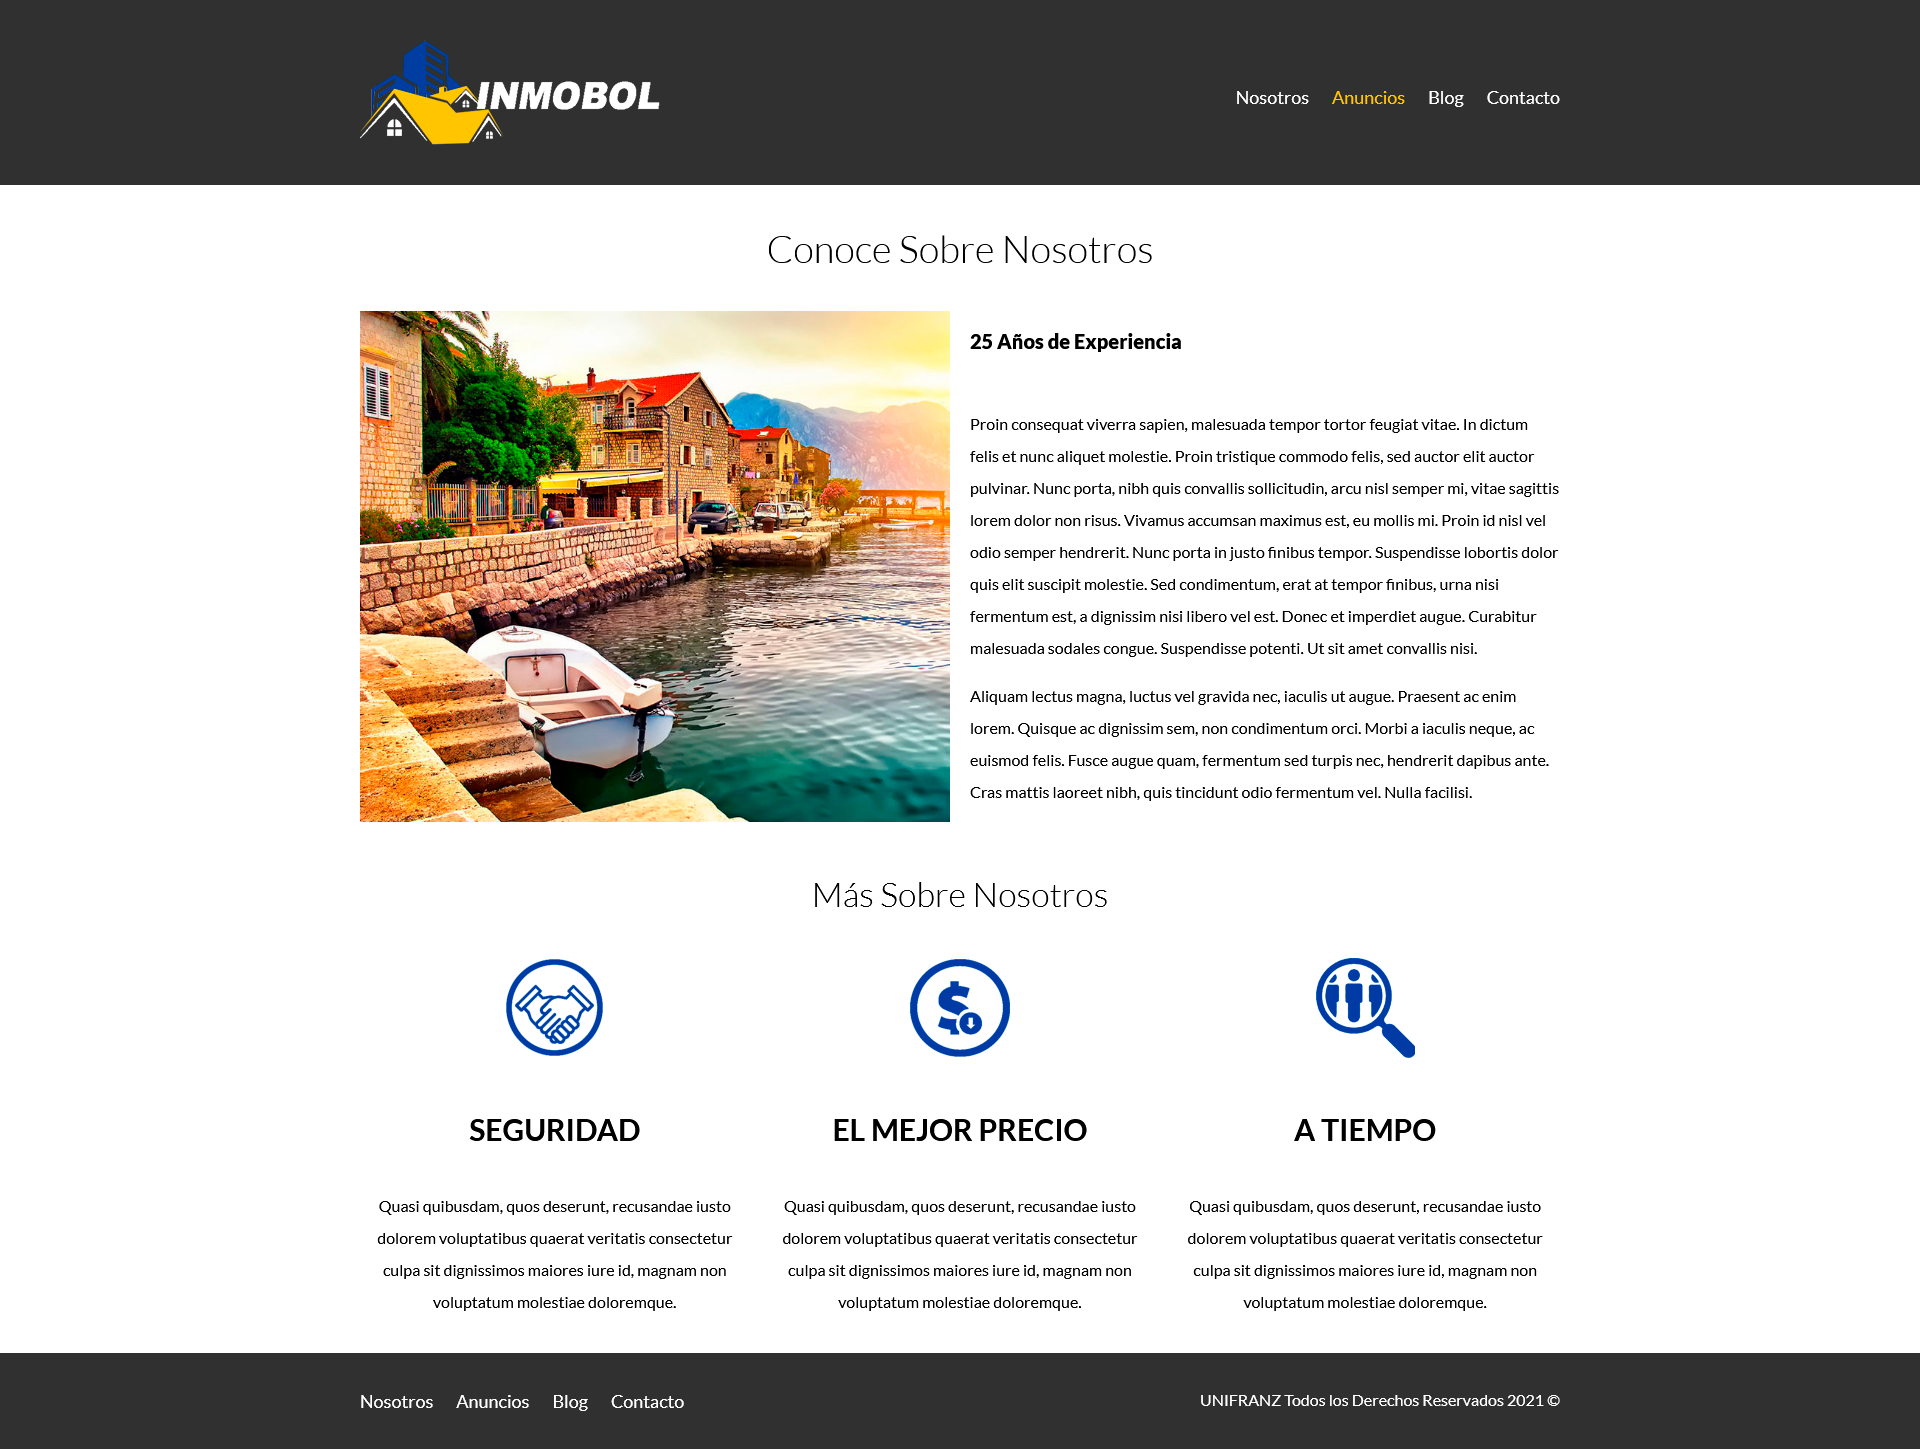 INMOBOL
Nosotros Anuncios Blog Contacto
Conoce Sobre Nosotros
25 Años de Experiencia
Proin consequat viverra sapien, malesuada tempor tortor feugiat vitae. In dictum
felis et nunc aliquet molestie. Proin tristique commodo felis, sed auctor elit auctor
pulvinar. Nunc porta, nibh quis convallis sollicitudin, arcu nisl semper mi, vitae sagittis
lorem dolor non risus. Vivamus accumsan maximus est, eu mollis mi. Proin id nisl vel
odio semper hendrerit. Nunc porta in justo finibus tempor. Suspendisse lobortis dolor
quis elit suscipit molestie. Sed condimentum, erat at tempor finibus, urna nisi
fermentum est, a dignissim nisi libero vel est. Donec et imperdiet augue. Curabitur
malesuada sodales congue. Suspendisse potenti. Ut sit amet convallis nisi.
Aliquam lectus magna, luctus vel gravida nec, iaculis ut augue. Praesent ac enim
lorem. Quisque ac dignissim sem, non condimentum orci. Morbi a iaculis neque, ac
euismod felis. Fusce augue quam, fermentum sed turpis nec, hendrerit dapibus ante.
Cras mattis laoreet nibh, quis tincidunt odio fermentum vel. Nulla facilisi.
Más Sobre Nosotros
SEGURIDAD
Quasi quibusdam, quos deserunt, recusandae iusto
dolorem voluptatibus quaerat veritatis consectetur
culpa sit dignissimos maiores iure id, magnam non
voluptatum molestiae doloremque.
EL MEJOR PRECIO
Quasi quibusdam, quos deserunt, recusandae iusto
dolorem voluptatibus quaerat veritatis consectetur
culpa sit dignissimos maiores iure id, magnam non
voluptatum molestiae doloremque.
A TIEMPO
Quasi quibusdam, quos deserunt, recusandae iusto
dolorem voluptatibus quaerat veritatis consectetur
culpa sit dignissimos maiores iure id, magnam non
voluptatum molestiae doloremque.
Nosotros Anuncios Blog Contacto
UNIFRANZ Todos los Derechos Reservados 2021 ©